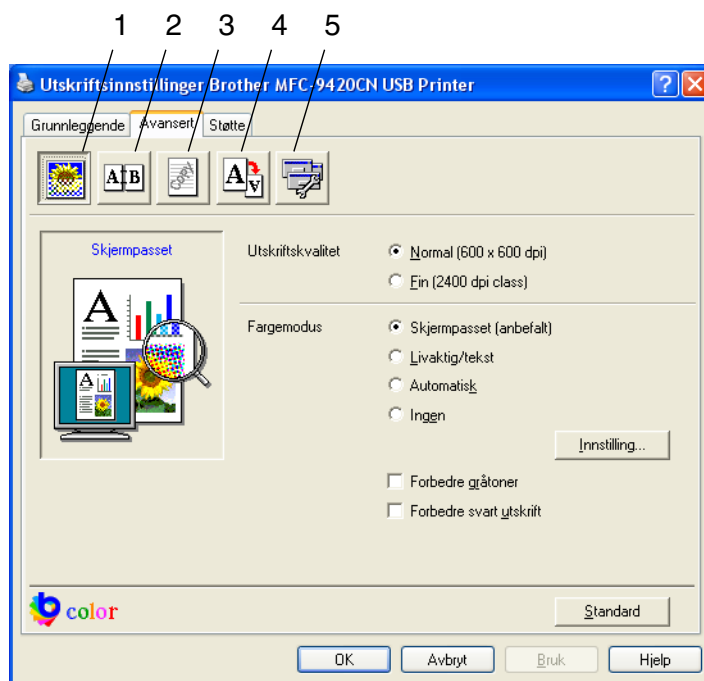 1 2 3 4 5
Utskriftsinnstillinger Brother MFC-9420CN USB Printer
Grunnleggende Avansert Støtte
A B Copy A A
Skjermpasset
Utskriftskvalitet Normal (600 x 600 dpi)
Fin (2400 dpi class)
Fargemodus Skjermpasset (anbefalt)
Livaktig/tekst
Automatisk
Ingen
Innstilling...
Forbedre gråtoner
Forbedre svart utskrift
A
A
color
Standard
OK Avbryt Bruk Hjelp